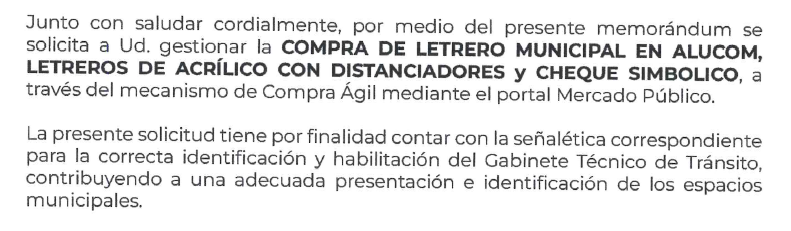 Junto con saludar cordialmente, por medio del presente memorándum se
solicita a Ud. gestionar la COMPRA DE LETRERO MUNICIPAL EN ALUCOM,
LETREROS DE ACRÍLICO CON DISTANCIADORES y CHEQUE SIMBOLICO, a
través del mecanismo de Compra Ágil mediante el portal Mercado Público.
La presente solicitud tiene por finalidad contar con la señalética correspondiente
para la correcta identificación y habilitación del Gabinete Técnico de Tránsito,
contribuyendo a una adecuada presentación e identificación de los espacios
municipales.